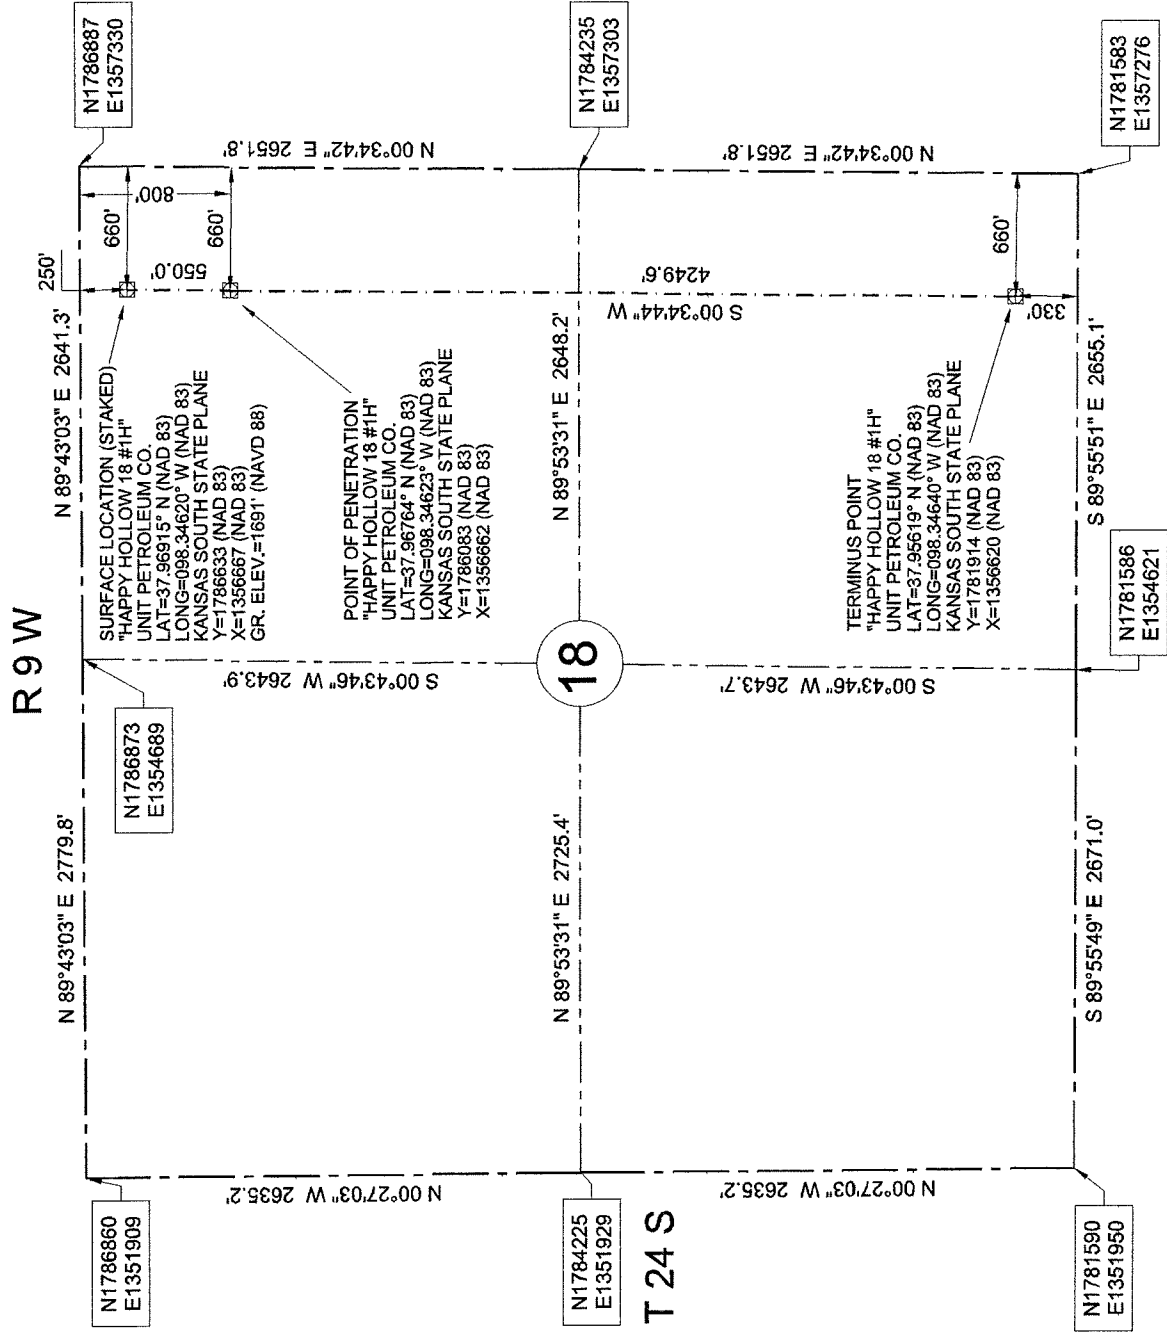 R 9 W
N1786860
E1351909
N 89°43'03" E 2779.8'
N1786873
E1354689
N 89°43'03" E 2641.3'
250'
N1786887
E1357330
660'
800'
550.0'
660'
SURFACE LOCATION (STAKED)
"HAPPY HOLLOW 18 #1H"
UNIT PETROLEUM CO.
LAT=37.96915° N (NAD 83)
LONG=098.34620° W (NAD 83)
KANSAS SOUTH STATE PLANE
Y=1786633 (NAD 83)
X=1356667 (NAD 83)
GR. ELEV.=1691' (NAVD 88)
POINT OF PENETRATION
"HAPPY HOLLOW 18 #1H"
UNIT PETROLEUM CO.
LAT=37.96764° N (NAD 83)
LONG=098.34623° W (NAD 83)
KANSAS SOUTH STATE PLANE
Y=1786083 (NAD 83)
X=1356662 (NAD 83)
N 00°27'03" W 2635.2'
S 00°43'46" W 2643.9'
N 00°34'42" E 2651.8'
N1784225
E1351929
N 89°53'31" E 2725.4'
18
N 89°53'31" E 2648.2'
N1784235
E1357303
T 24 S
S 00°34'44" W
4249.6'
N 00°27'03" W 2635.2'
S 00°43'46" W 2643.7'
N 00°34'42" E 2651.8'
TERMINUS POINT
"HAPPY HOLLOW 18 #1H"
UNIT PETROLEUM CO.
LAT=37.95619° N (NAD 83)
LONG=098.34640° W (NAD 83)
KANSAS SOUTH STATE PLANE
Y=1781914 (NAD 83)
X=1356620 (NAD 83)
660'
330'
N1781590
E1351950
S 89°55'49" E 2671.0'
N1781586
E1354621
S 89°55'51" E 2655.1'
N1781583
E1357276